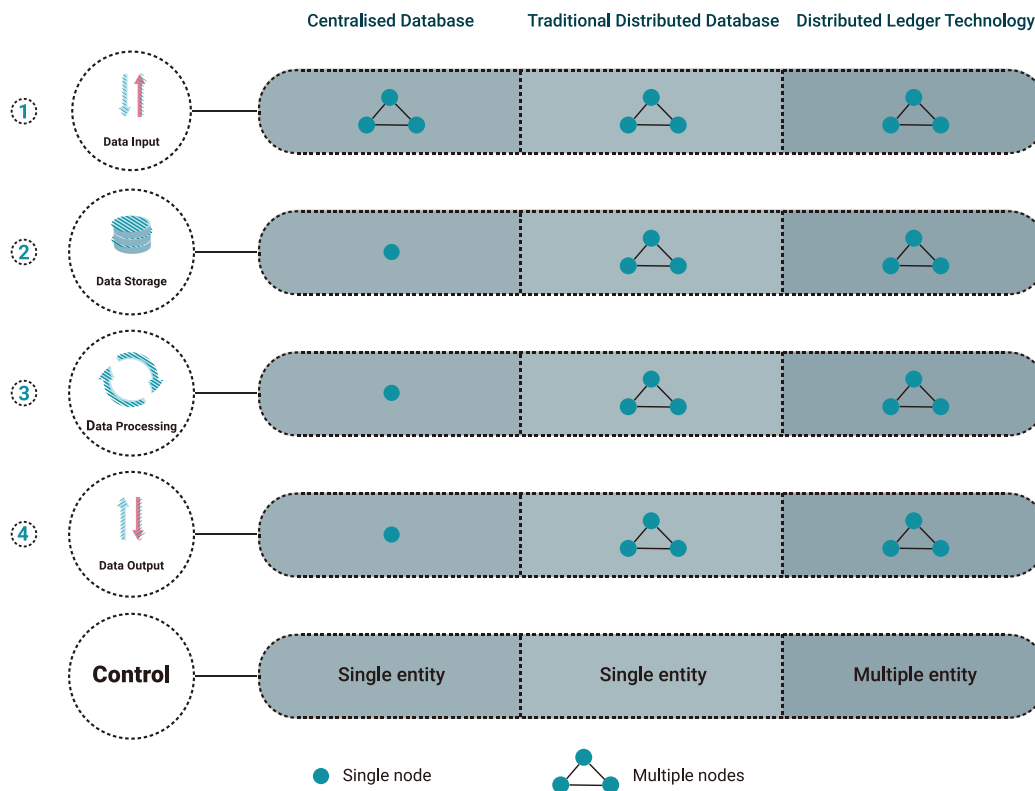 Centralised Database
Traditional Distributed Database
Distributed Ledger Technology
1
Data Input
2
Data Storage
3
Data Processing
4
Data Output
Control
Single entity
Single entity
Multiple entity
Single node
Multiple nodes